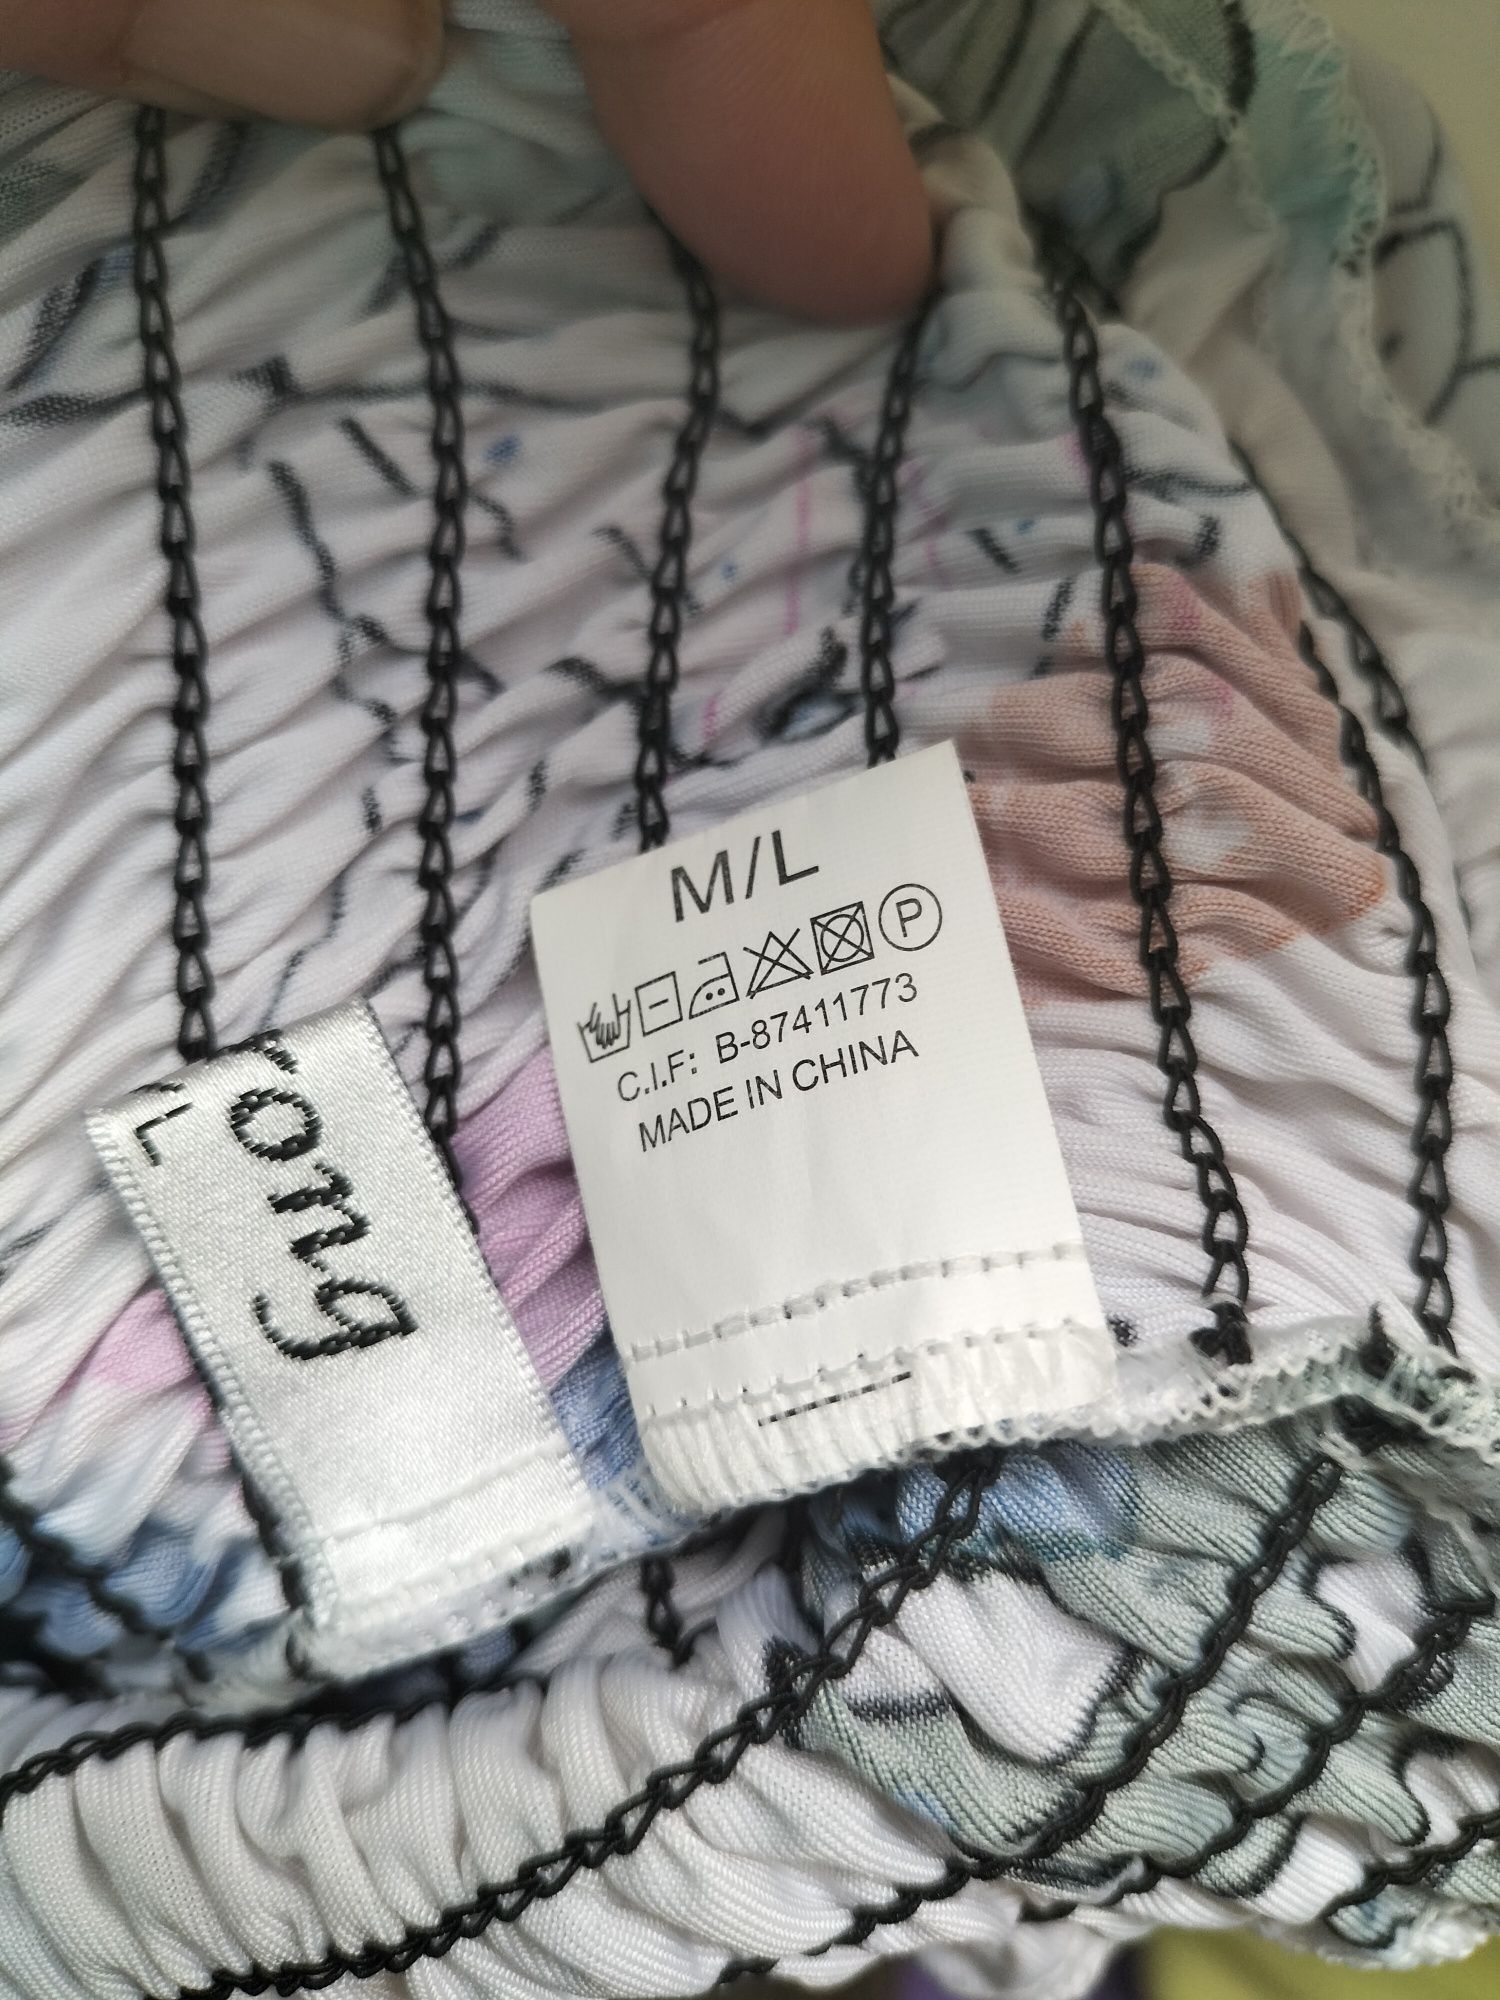 M/L
P
C.I.F: B-87411773
MADE IN CHINA